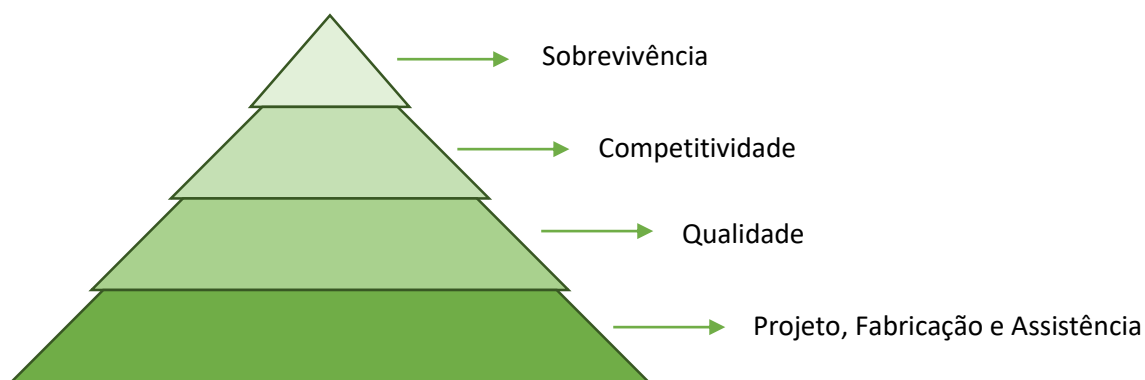 Sobrevivência
Competitividade
Qualidade
Projeto, Fabricação e Assistência